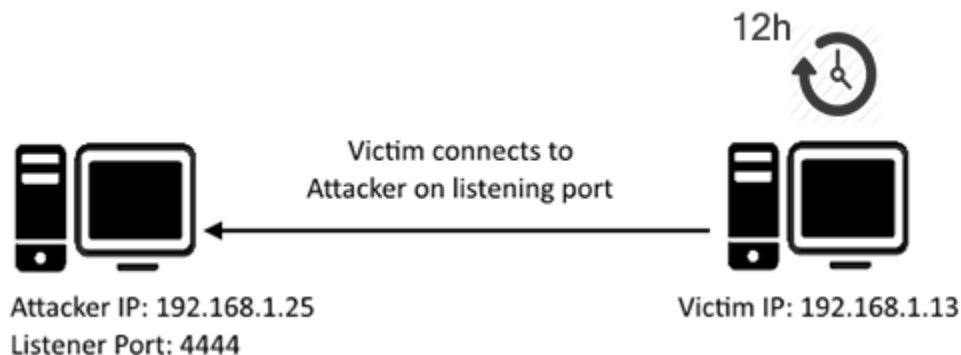 12h
Victim connects to
Attacker on listening port
Attacker IP: 192.168.1.25
Listener Port: 4444
Victim IP: 192.168.1.13